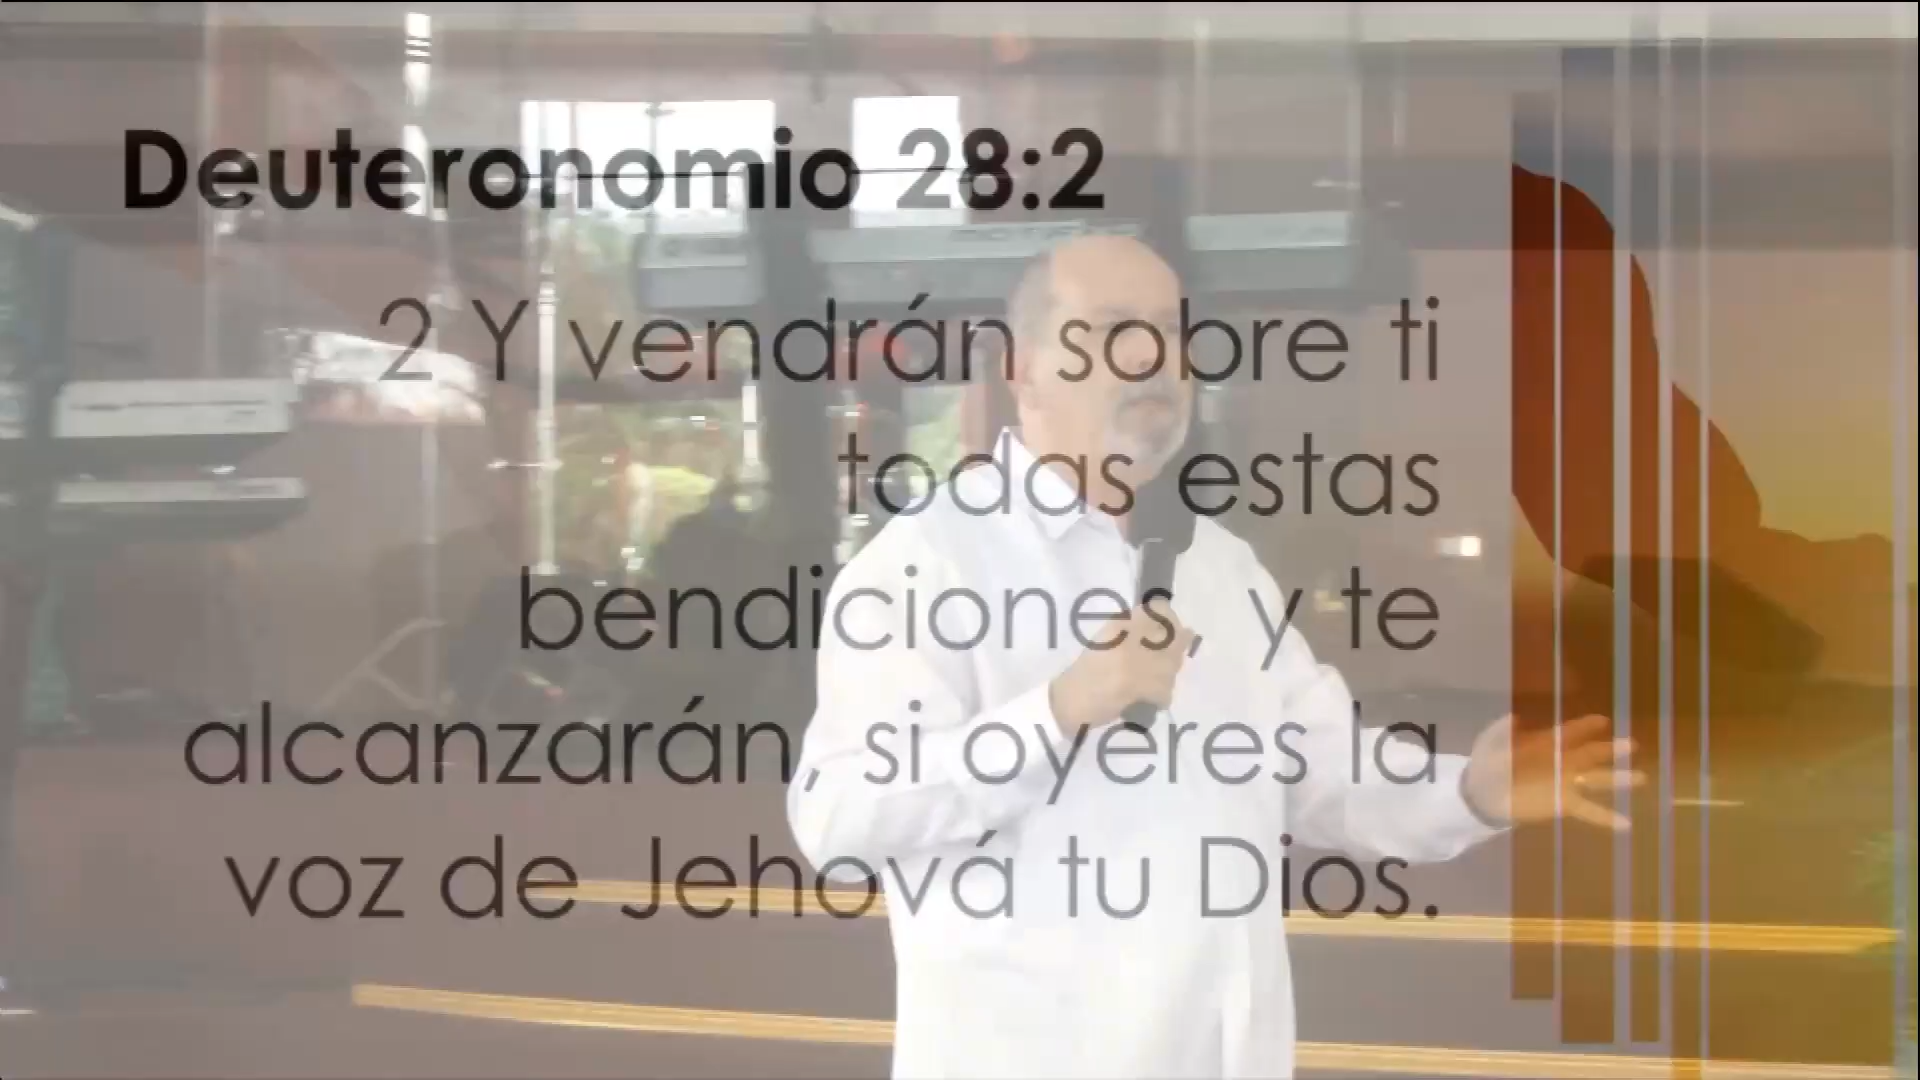 Deuteronomio 28:2
2 Y vendrán sobre ti
todas estas
bendiciones, y te
alcanzarán, si oyeres la
voz de Jehová tu Dios.